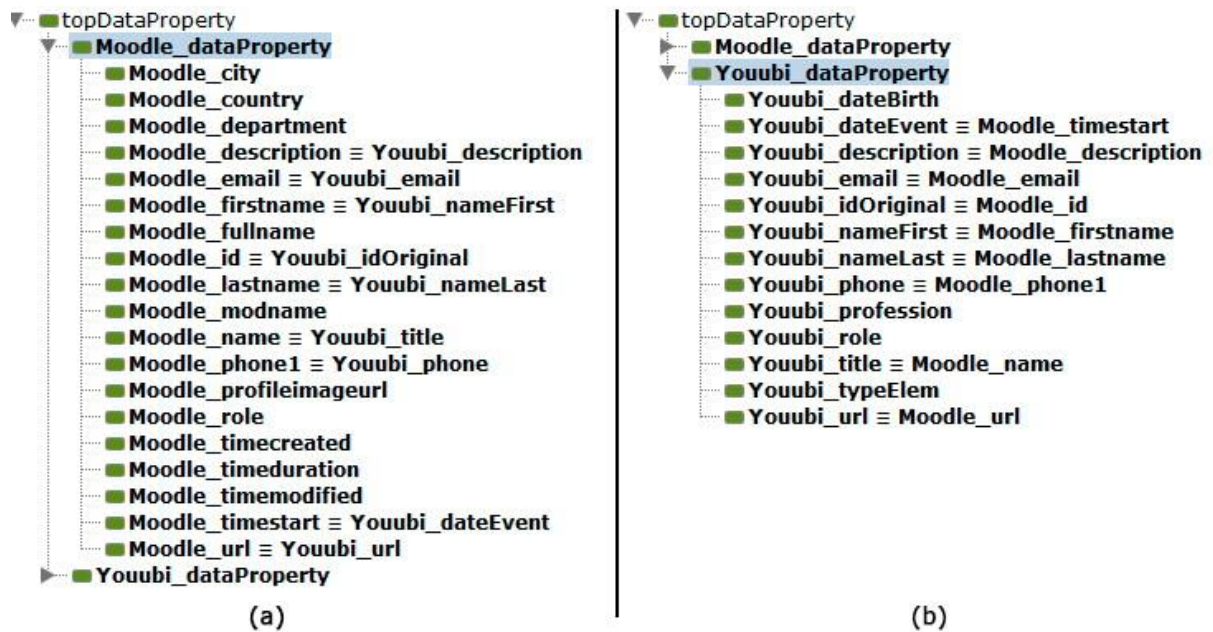 topDataProperty
Moodle_dataProperty
Moodle_city
Moodle_country
Moodle_department
Moodle_description ≡ Youubi_description
Moodle_email ≡ Youubi_email
Moodle_firstname ≡ Youubi_nameFirst
Moodle_fullname
Moodle_id ≡ Youubi_idOriginal
Moodle_lastname ≡ Youubi_nameLast
Moodle_modname
Moodle_name ≡ Youubi_title
Moodle_phone1 ≡ Youubi_phone
Moodle_profileimageurl
Moodle_role
Moodle_timecreated
Moodle_timeduration
Moodle_timemodified
Moodle_timestart ≡ Youubi_dateEvent
Moodle_url ≡ Youubi_url
Youubi_dataProperty
(a)
topDataProperty
Moodle_dataProperty
Youubi_dataProperty
Youubi_dateBirth
Youubi_dateEvent ≡ Moodle_timestart
Youubi_description ≡ Moodle_description
Youubi_email ≡ Moodle_email
Youubi_idOriginal ≡ Moodle_id
Youubi_nameFirst ≡ Moodle_firstname
Youubi_nameLast ≡ Moodle_lastname
Youubi_phone ≡ Moodle_phone1
Youubi_profession
Youubi_role
Youubi_title ≡ Moodle_name
Youubi_typeElem
Youubi_url ≡ Moodle_url
(b)